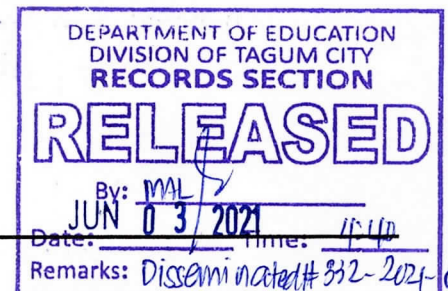 DEPARTMENT OF EDUCATION
DIVISION OF TAGUM CITY
RECORDS SECTION
RELEASED
By: MAL
Date: JUN 03 2021 Time: 4:40
Remarks: Disseminated # 332-2021-